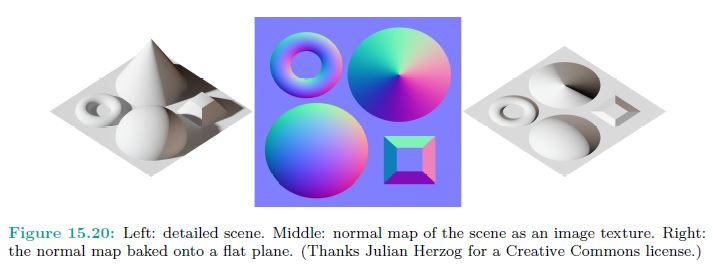 Figure 15.20: Left: detailed scene. Middle: normal map of the scene as an image texture. Right:
the normal map baked onto a flat plane. (Thanks Julian Herzog for a Creative Commons license.)